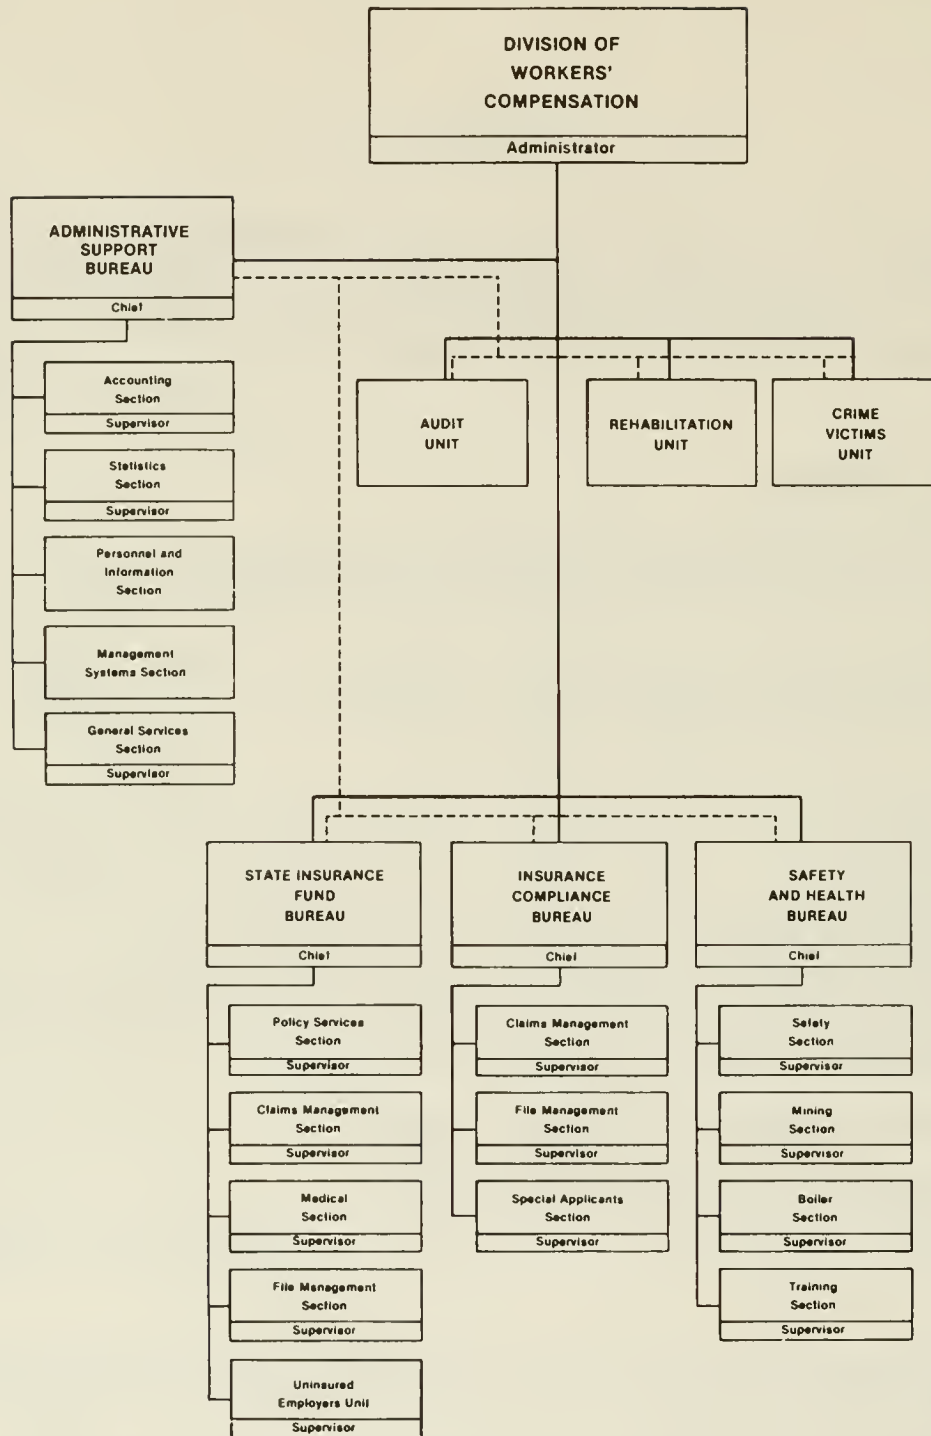 DIVISION OF
WORKERS'
COMPENSATION
Administrator
ADMINISTRATIVE
SUPPORT
BUREAU
Chief
Accounting
Section
Supervisor
Statistics
Section
Supervisor
Personnel and
Information
Section
Management
Systems Section
General Services
Section
Supervisor
AUDIT
UNIT
REHABILITATION
UNIT
CRIME
VICTIMS
UNIT
STATE INSURANCE
FUND
BUREAU
Chief
Policy Services
Section
Supervisor
Claims Management
Section
Supervisor
Medical
Section
Supervisor
File Management
Section
Supervisor
Uninsured
Employers Unit
Supervisor
INSURANCE
COMPLIANCE
BUREAU
Chief
Claims Management
Section
Supervisor
File Management
Section
Supervisor
Special Applicants
Section
Supervisor
SAFETY
AND HEALTH
BUREAU
Chief
Safety
Section
Supervisor
Mining
Section
Supervisor
Boiler
Section
Supervisor
Training
Section
Supervisor